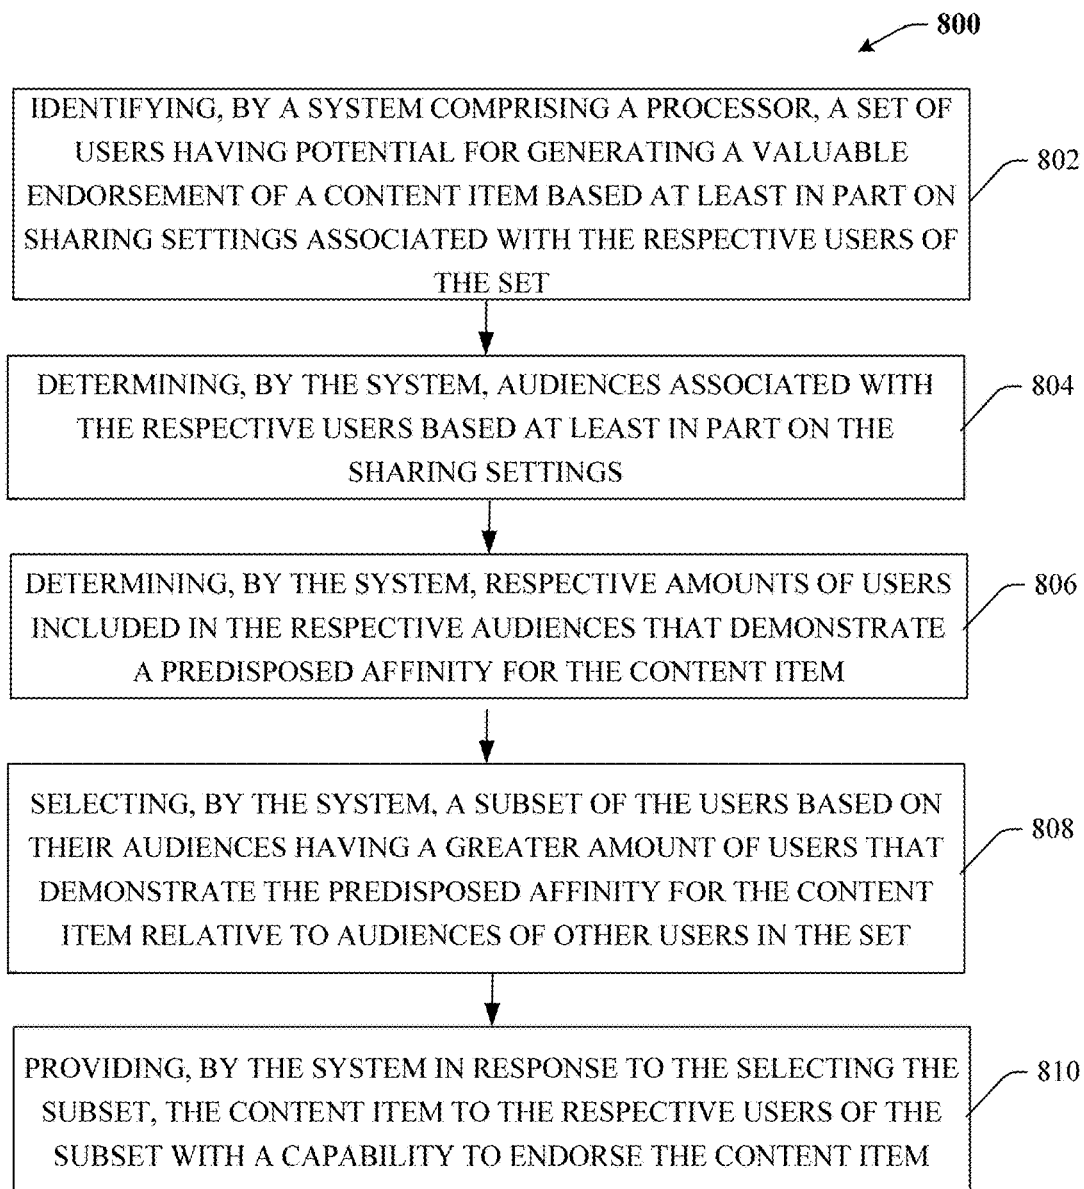 800
IDENTIFYING, BY A SYSTEM COMPRISING A PROCESSOR, A SET OF
USERS HAVING POTENTIAL FOR GENERATING A VALUABLE
ENDORSEMENT OF A CONTENT ITEM BASED AT LEAST IN PART ON
SHARING SETTINGS ASSOCIATED WITH THE RESPECTIVE USERS OF
THE SET
802
DETERMINING, BY THE SYSTEM, AUDIENCES ASSOCIATED WITH
THE RESPECTIVE USERS BASED AT LEAST IN PART ON THE
SHARING SETTINGS
804
DETERMINING, BY THE SYSTEM, RESPECTIVE AMOUNTS OF USERS
INCLUDED IN THE RESPECTIVE AUDIENCES THAT DEMONSTRATE
A PREDISPOSED AFFINITY FOR THE CONTENT ITEM
806
SELECTING, BY THE SYSTEM, A SUBSET OF THE USERS BASED ON
THEIR AUDIENCES HAVING A GREATER AMOUNT OF USERS THAT
DEMONSTRATE THE PREDISPOSED AFFINITY FOR THE CONTENT
ITEM RELATIVE TO AUDIENCES OF OTHER USERS IN THE SET
808
PROVIDING, BY THE SYSTEM IN RESPONSE TO THE SELECTING THE
SUBSET, THE CONTENT ITEM TO THE RESPECTIVE USERS OF THE
SUBSET WITH A CAPABILITY TO ENDORSE THE CONTENT ITEM
810